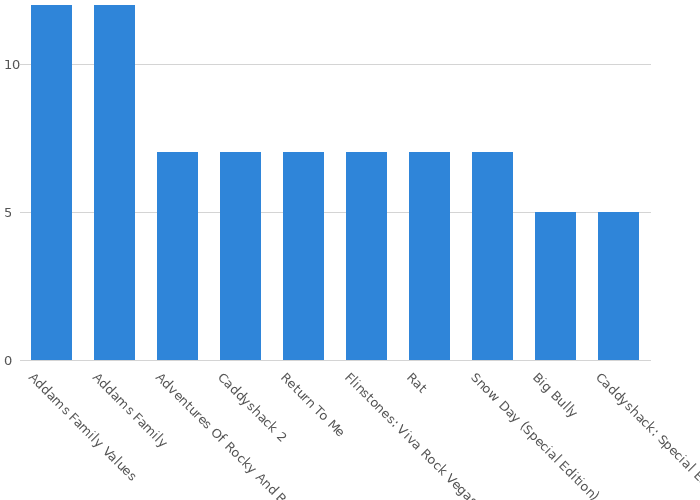 10
5
0
Addams Family Values
Addams Family
Adventures Of Rocky And
Caddyshack 2
Return To Me
Flinstones: Viva Rock Vegas
Rat
Snow Day (Special Edition)
Big Bully
Caddyshack: Special